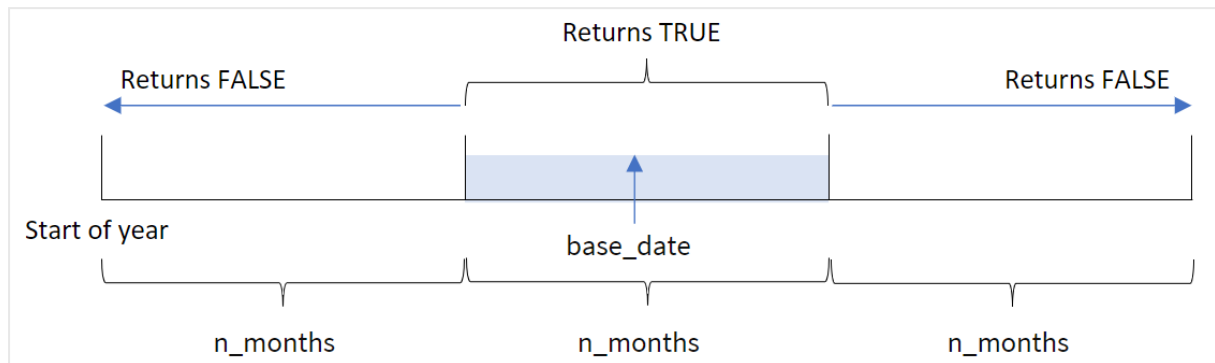 Returns TRUE
Returns FALSE
Returns FALSE
Start of year
base_date
n_months
n_months
n_months